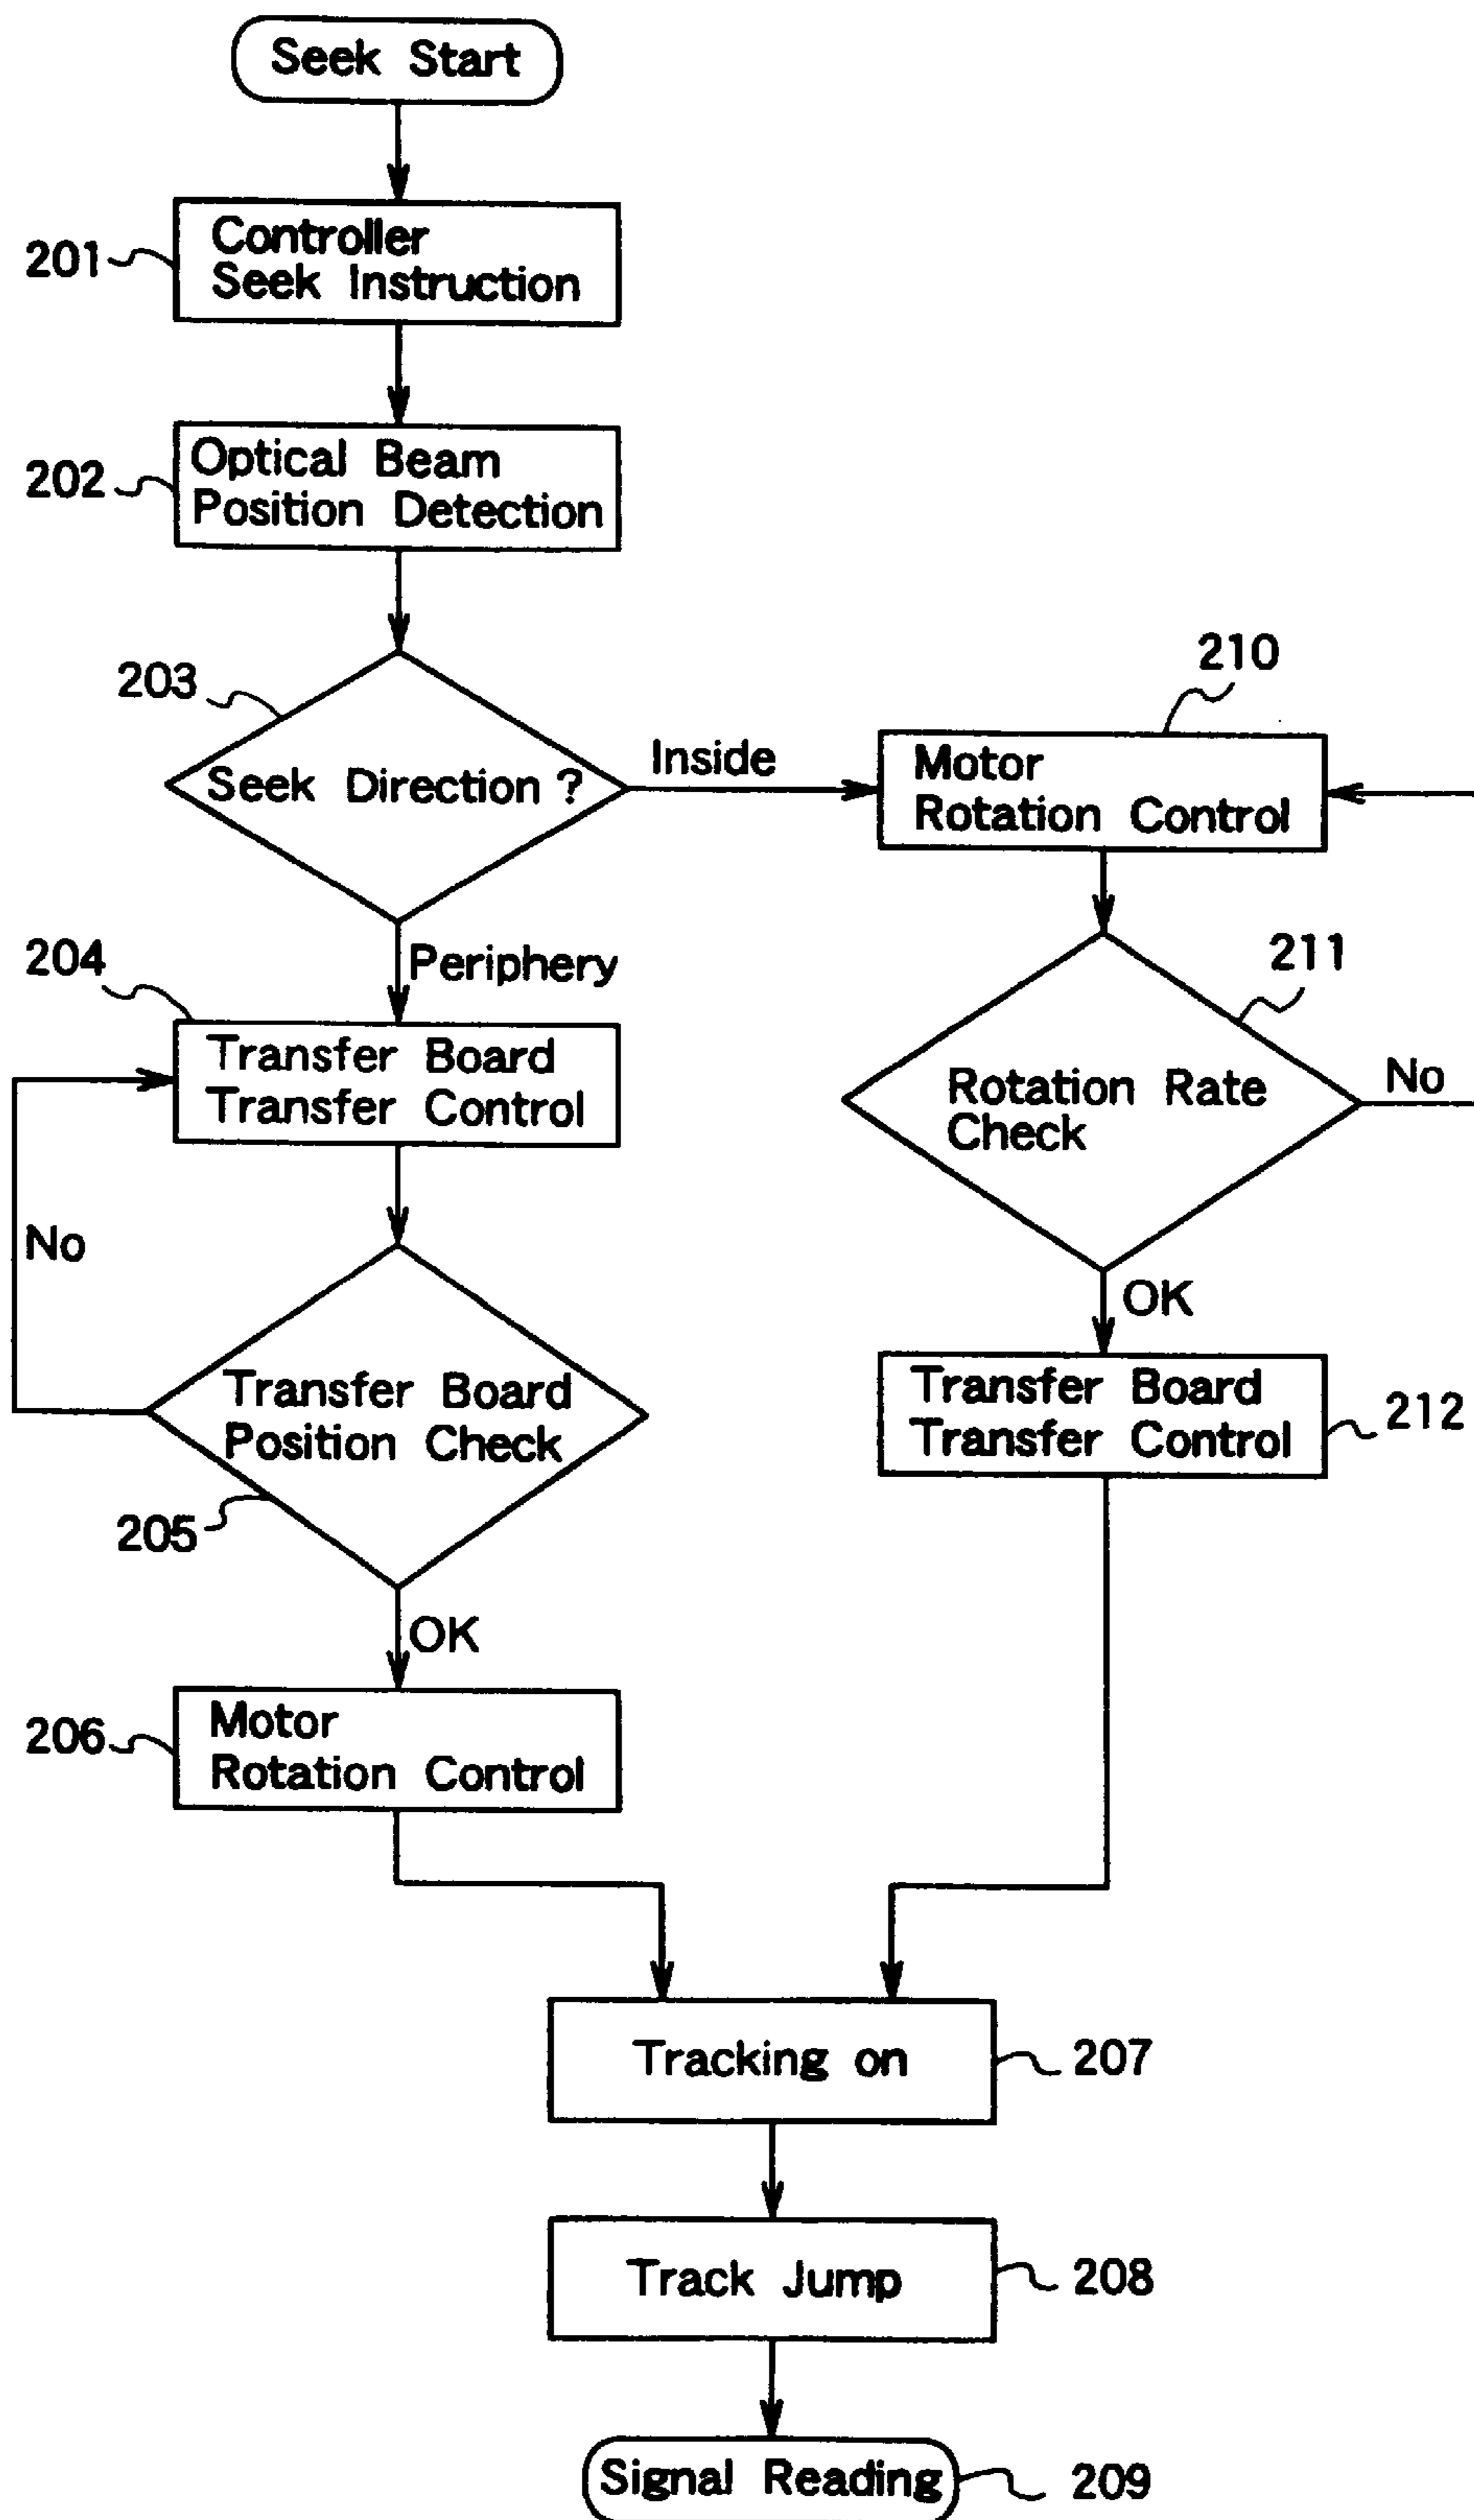 Seek Start
201
Controller
Seek Instruction
202
Optical Beam
Position Detection
203
Seek Direction ?
Inside
210
Motor
Rotation Control
Periphery
204
Transfer Board
Transfer Control
211
Rotation Rate
Check
No
No
OK
Transfer Board
Position Check
205
Transfer Board
Transfer Control
212
OK
206
Motor
Rotation Control
Tracking on
207
Track Jump
208
Signal Reading
209